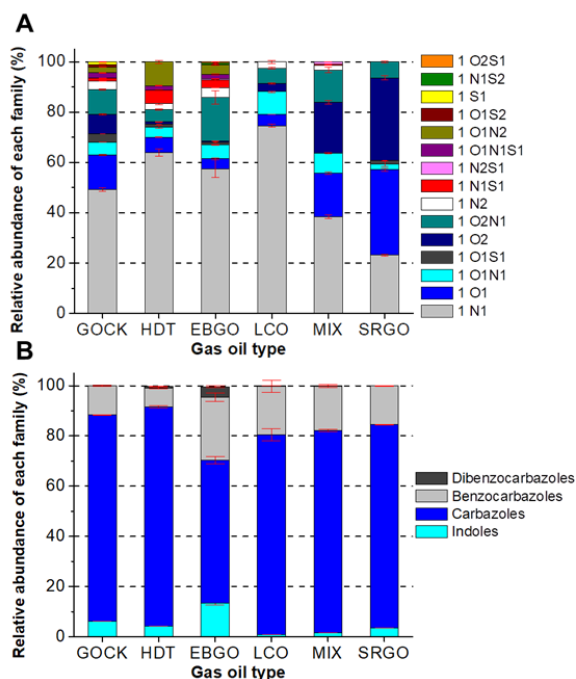 A
Relative abundance of each family (%)
100
80
60
40
20
0
GOCK HDT EBGO LCO MIX SRGO
Gas oil type
1 O2S1
1 N1S2
1 S1
1 O1S2
1 O1N2
1 O1N1S1
1 N2S1
1 N1S1
1 N2
1 O2N1
1 O2
1 O1S1
1 O1N1
1 O1
1 N1
B
Relative abundance of each family (%)
100
80
60
40
20
0
GOCK HDT EBGO LCO MIX SRGO
Gas oil type
Dibenzocarbazoles
Benzocarbazoles
Carbazoles
Indoles